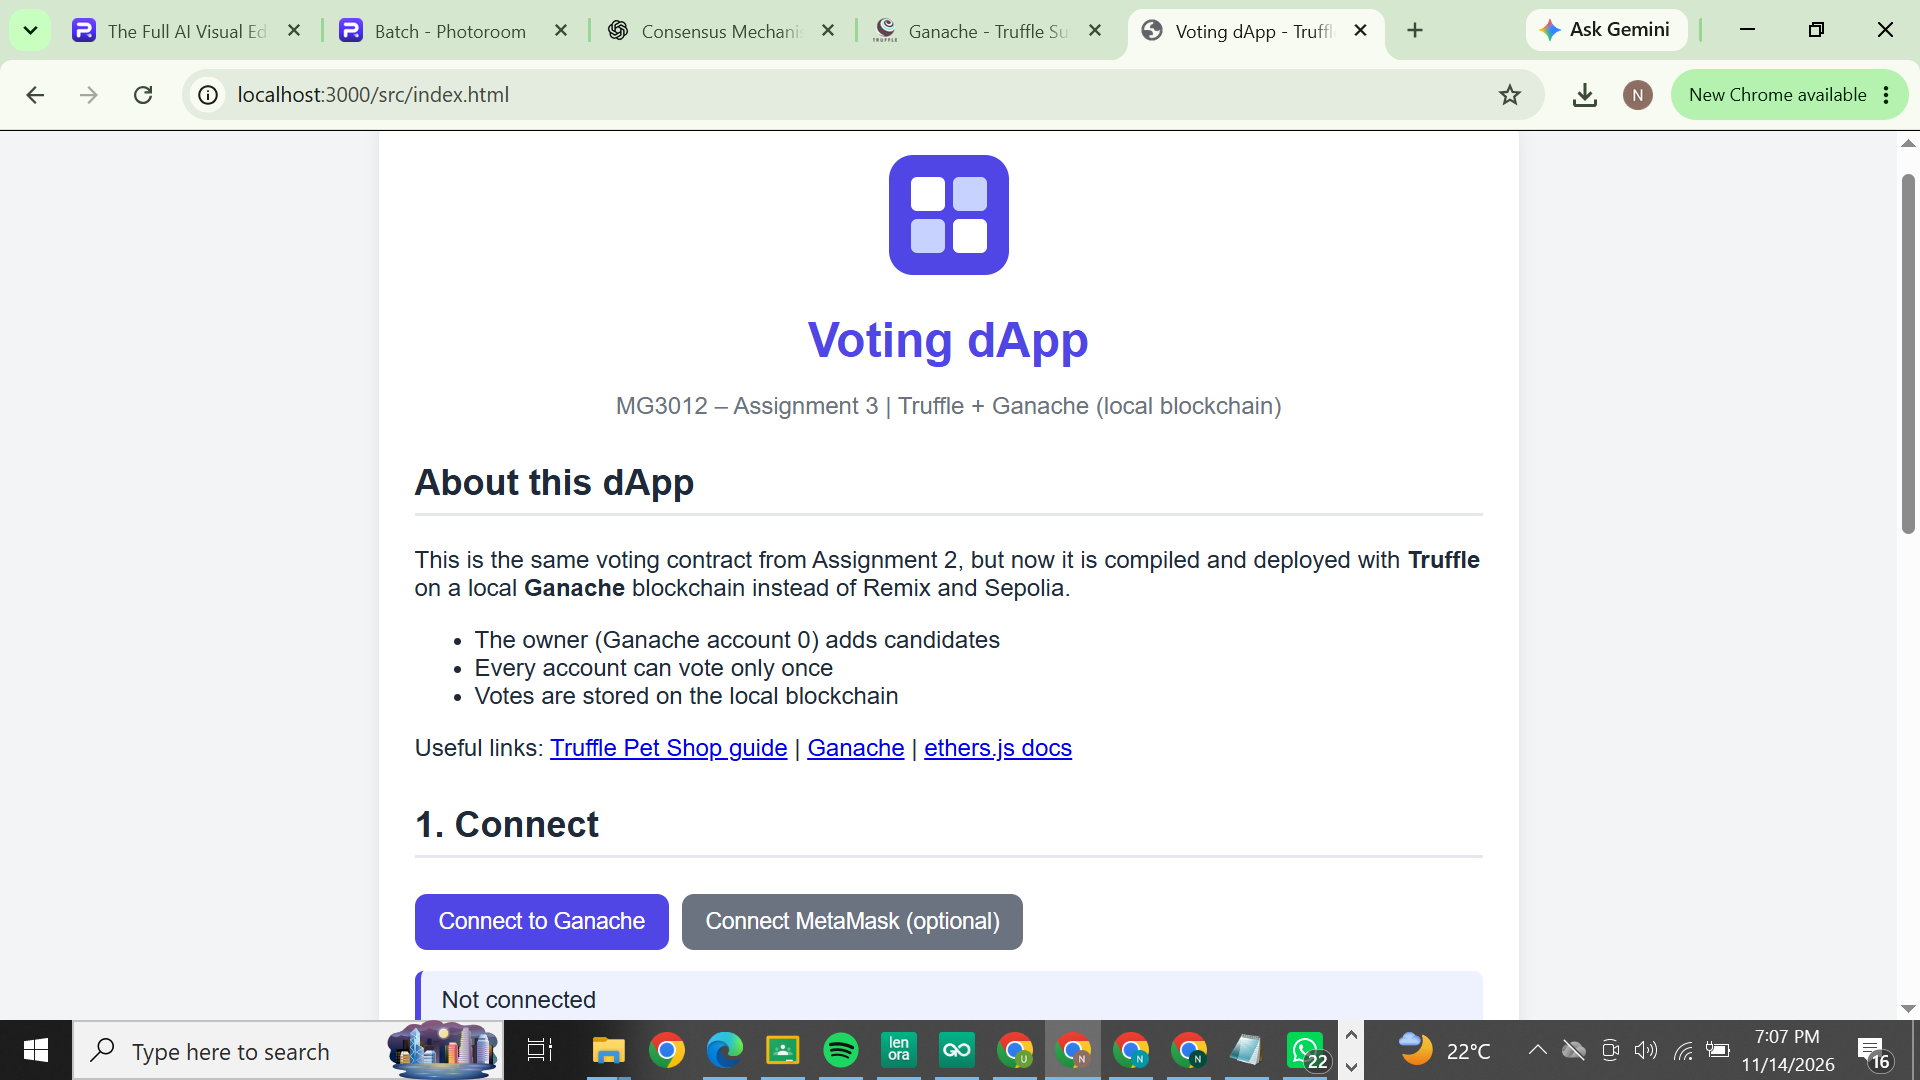 The Full AI Visual Ed
Batch - Photoroom
Consensus Mechani
Ganache - Truffle Su
Voting dApp - Truffl
Ask Gemini
localhost:3000/src/index.html
N
New Chrome available
Voting dApp
MG3012 – Assignment 3 | Truffle + Ganache (local blockchain)
About this dApp
This is the same voting contract from Assignment 2, but now it is compiled and deployed with Truffle
on a local Ganache blockchain instead of Remix and Sepolia.
• The owner (Ganache account 0) adds candidates
• Every account can vote only once
• Votes are stored on the local blockchain
Useful links: Truffle Pet Shop guide | Ganache | ethers.js docs
1. Connect
Connect to Ganache
Connect MetaMask (optional)
Not connected
Type here to search
len
ora
GO
U
N
N
N
22
22°C
7:07 PM
11/14/2026
16